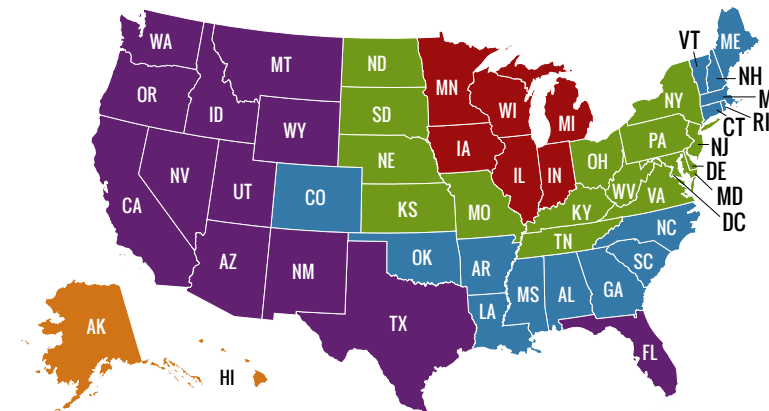 WA
MT
ND
MN
VT
ME
OR
ID
WY
SD
WI
MI
NY
NH
M
RI
CT
NJ
PA
IA
NE
NV
UT
CO
CA
IL
IN
OH
DE
MD
DC
WV
VA
KS
MO
KY
NC
TN
AZ
NM
OK
AR
SC
TX
LA
MS
AL
GA
FL
AK
HI